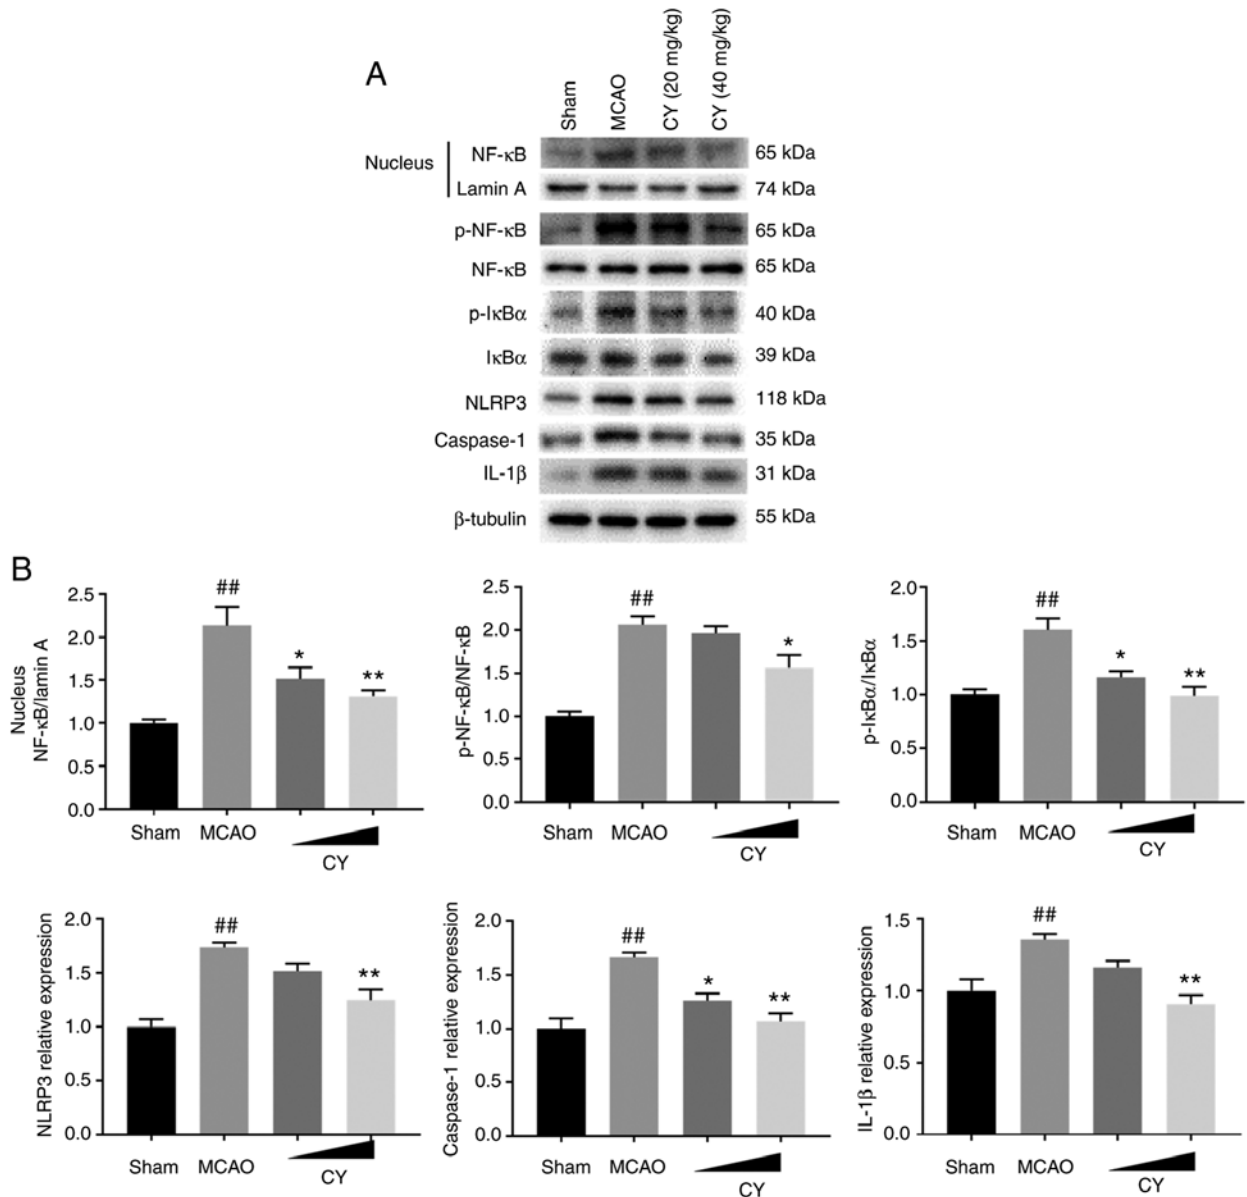 A
Sham
MCAO
CY (20 mg/kg)
CY (40 mg/kg)
Nucleus
NF-κB 65 kDa
Lamin A 74 kDa
p-NF-κB 65 kDa
NF-κB 65 kDa
p-IκBα 40 kDa
IκBα 39 kDa
NLRP3 118 kDa
Caspase-1 35 kDa
IL-1β 31 kDa
β-tubulin 55 kDa
B
Nucleus
NF-κB/lamin A
2.5
2.0
1.5
1.0
0.5
0.0
##
*
**
Sham MCAO
CY
p-NF-κB/NF-κB
2.5
2.0
1.5
1.0
0.5
0.0
##
*
Sham MCAO
CY
p-IκBα/IκBα
2.0
1.5
1.0
0.5
0.0
##
*
**
Sham MCAO
CY
NLRP3 relative expression
2.0
1.5
1.0
0.5
0.0
##
**
Sham MCAO
CY
Caspase-1 relative expression
2.0
1.5
1.0
0.5
0.0
##
*
**
Sham MCAO
CY
IL-1β relative expression
1.5
1.0
0.5
0.0
##
**
Sham MCAO
CY